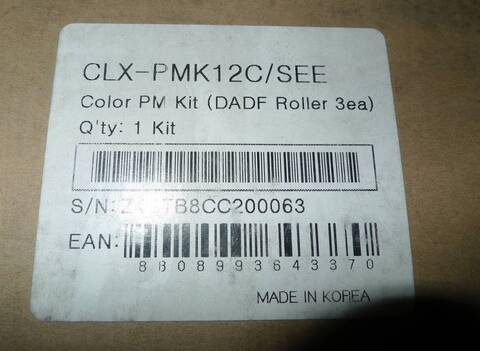 CLX-PMK12C/SEE
Color PM Kit (DADF Roller 3ea)
Q'ty: 1 Kit
S/N:
EAN:
8808993643370
MADE IN KOREA